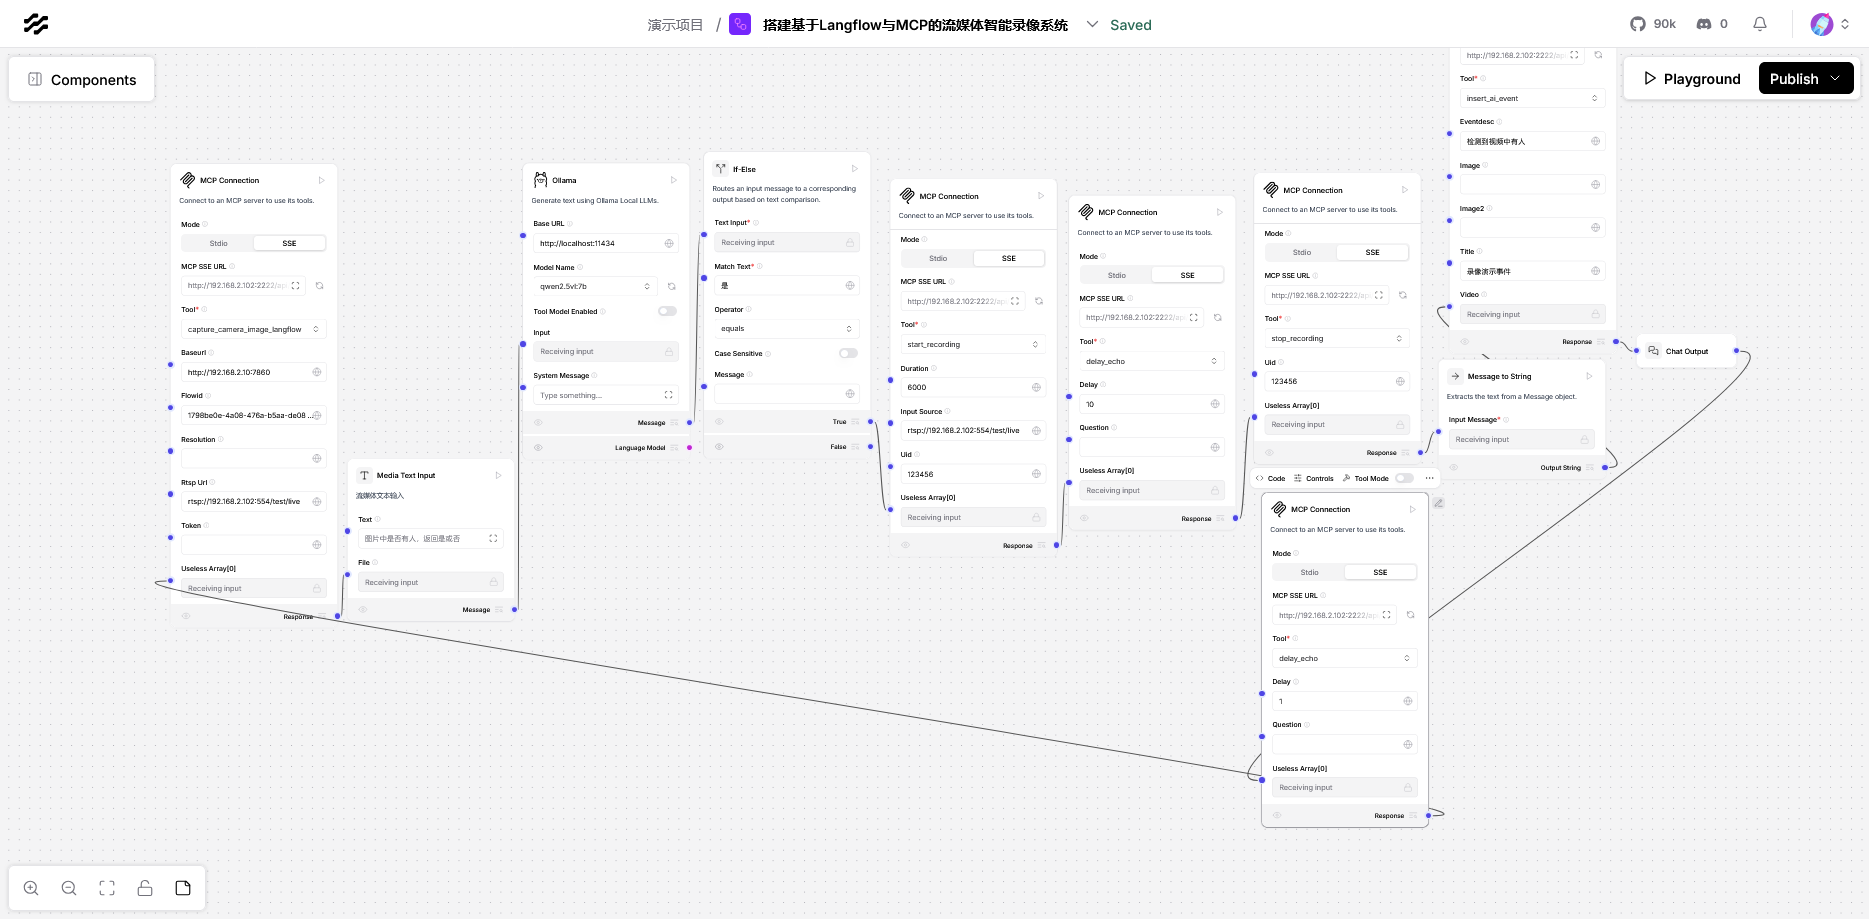 演示项目 / 搭建基于Langflow与MCP的流媒体智能录像系统 Saved
90k 0
Components
Playground Publish
MCP Connection
Connect to an MCP server to use its tools.
Mode
Stdio SSE
MCP SSE URL
http://192.168.2.102:2222/ap
Tool*
capture_camera_image_langflow
Baseurl
http://192.168.2.10:7860
FlowId
1798be0e-4a08-476a-b5aa-de08 ...
Resolution
Rtsp Url
rtsp://192.168.2.102:554/test/live
Token
Useless Array[0]
Receiving input
Response
Media Text Input
流媒体文本输入
Text
图片中是否有人，返回是或否
File
Receiving input
Message
Ollama
Generate text using Ollama Local LLMs.
Base URL
http://localhost:11434
Model Name
qwen2.5vl:7b
Tool Model Enabled
Input
Receiving input
System Message
Type something...
Message
Language Model
If-Else
Routes an input message to a corresponding
output based on text comparison.
Text Input*
Receiving input
Match Text*
是
Operator
equals
Case Sensitive
Message
True
False
MCP Connection
Connect to an MCP server to use its tools.
Mode
Stdio SSE
MCP SSE URL
http://192.168.2.102:2222/ap
Tool*
start_recording
Duration
6000
Input Source
rtsp://192.168.2.102:554/test/live
Uid
123456
Useless Array[0]
Receiving input
Response
MCP Connection
Connect to an MCP server to use its tools.
Mode
Stdio SSE
MCP SSE URL
http://192.168.2.102:2222/ap
Tool*
delay_echo
Delay
10
Question
Useless Array[0]
Receiving input
Response
MCP Connection
Connect to an MCP server to use its tools.
Mode
Stdio SSE
MCP SSE URL
http://192.168.2.102:2222/ap
Tool*
stop_recording
Uid
123456
Useless Array[0]
Receiving input
Response
http://192.168.2.102:2222/ap
Tool*
insert_ai_event
Eventdesc
检测到视频中有人
Image
Image2
Title
录像演示事件
Video
Receiving input
Response
Chat Output
Message to String
Extracts the text from a Message object.
Input Message*
Receiving input
Output String
Code Controls Tool Mode
MCP Connection
Connect to an MCP server to use its tools.
Mode
Stdio SSE
MCP SSE URL
http://192.168.2.102:2222/ap
Tool*
delay_echo
Delay
1
Question
Useless Array[0]
Receiving input
Response